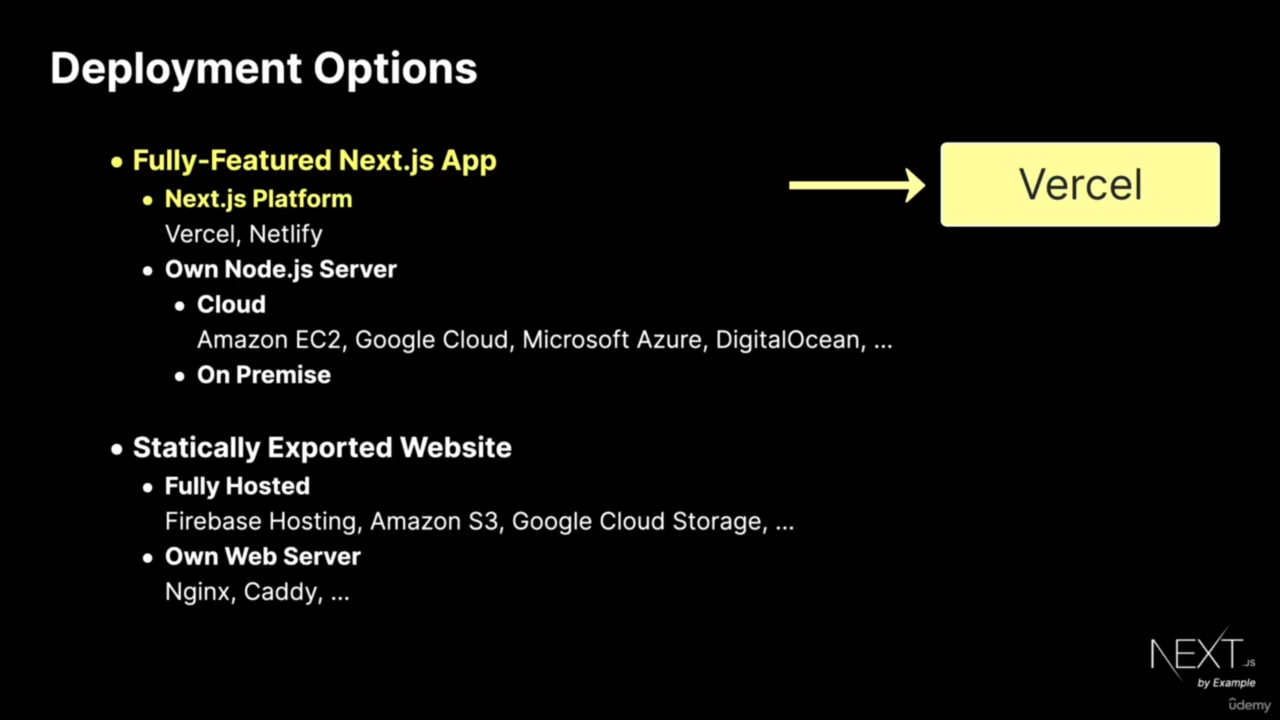 Deployment Options
• Fully-Featured Next.js App
• Next.js Platform
Vercel, Netlify
• Own Node.js Server
• Cloud
Amazon EC2, Google Cloud, Microsoft Azure, DigitalOcean, ...
• On Premise
• Statically Exported Website
• Fully Hosted
Firebase Hosting, Amazon S3, Google Cloud Storage, ...
• Own Web Server
Nginx, Caddy, ...
Vercel
NEXT.JS
by Example
ûdemy